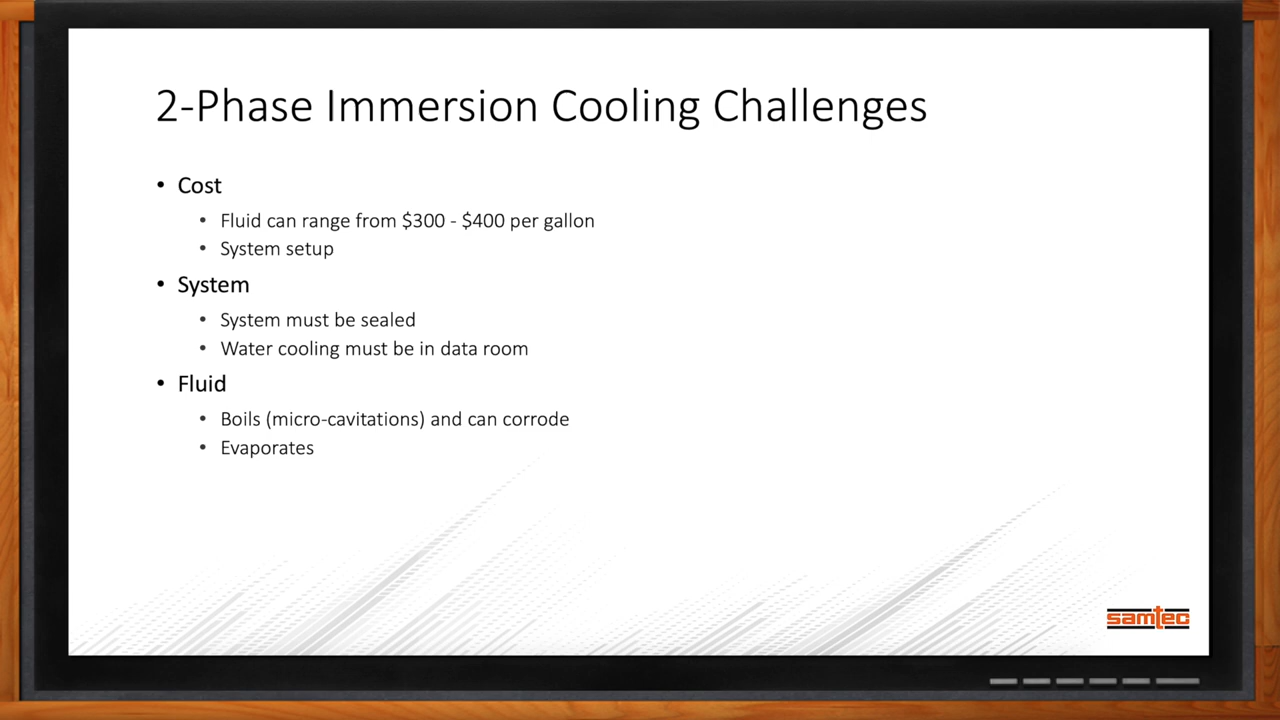 2-Phase Immersion Cooling Challenges
• Cost
• Fluid can range from $300 - $400 per gallon
• System setup
• System
• System must be sealed
• Water cooling must be in data room
• Fluid
• Boils (micro-cavitations) and can corrode
• Evaporates
samtec